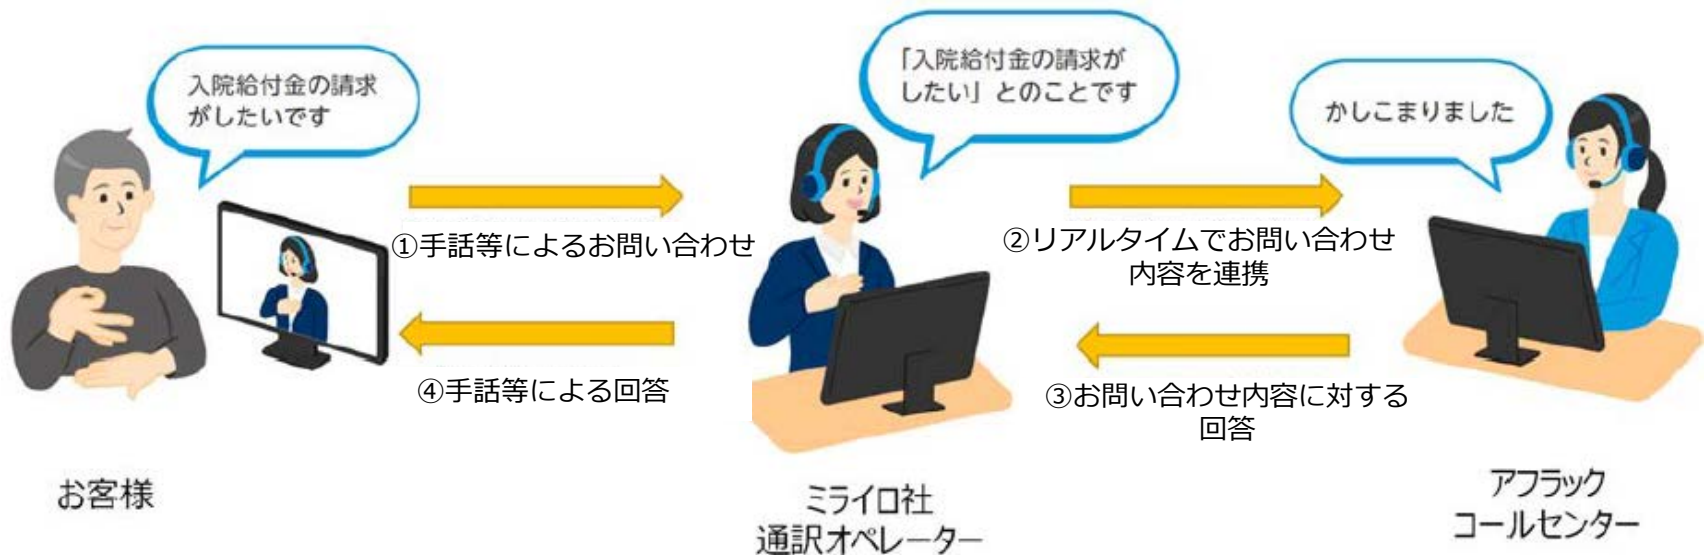 入院給付金の請求
がしたいです
「入院給付金の請求が
したい」とのことです
かしこまりました
①手話等によるお問い合わせ
②リアルタイムでお問い合わせ
内容を連携
④手話等による回答
③お問い合わせ内容に対する
回答
お客様
ミライロ社
通訳オペレーター
アフラック
コールセンター